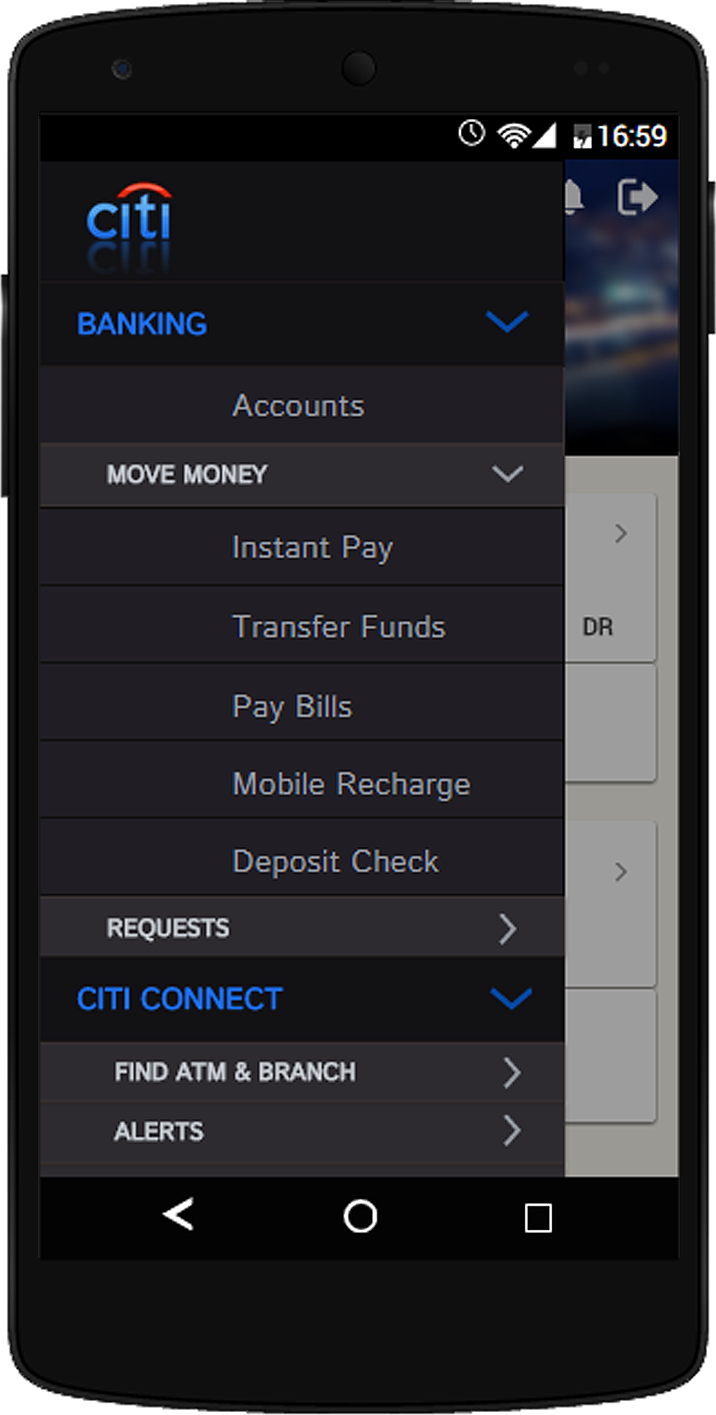 16:59
citi
BANKING
Accounts
MOVE MONEY
Instant Pay
Transfer Funds
DR
Pay Bills
Mobile Recharge
Deposit Check
REQUESTS
CITI CONNECT
FIND ATM & BRANCH
ALERTS